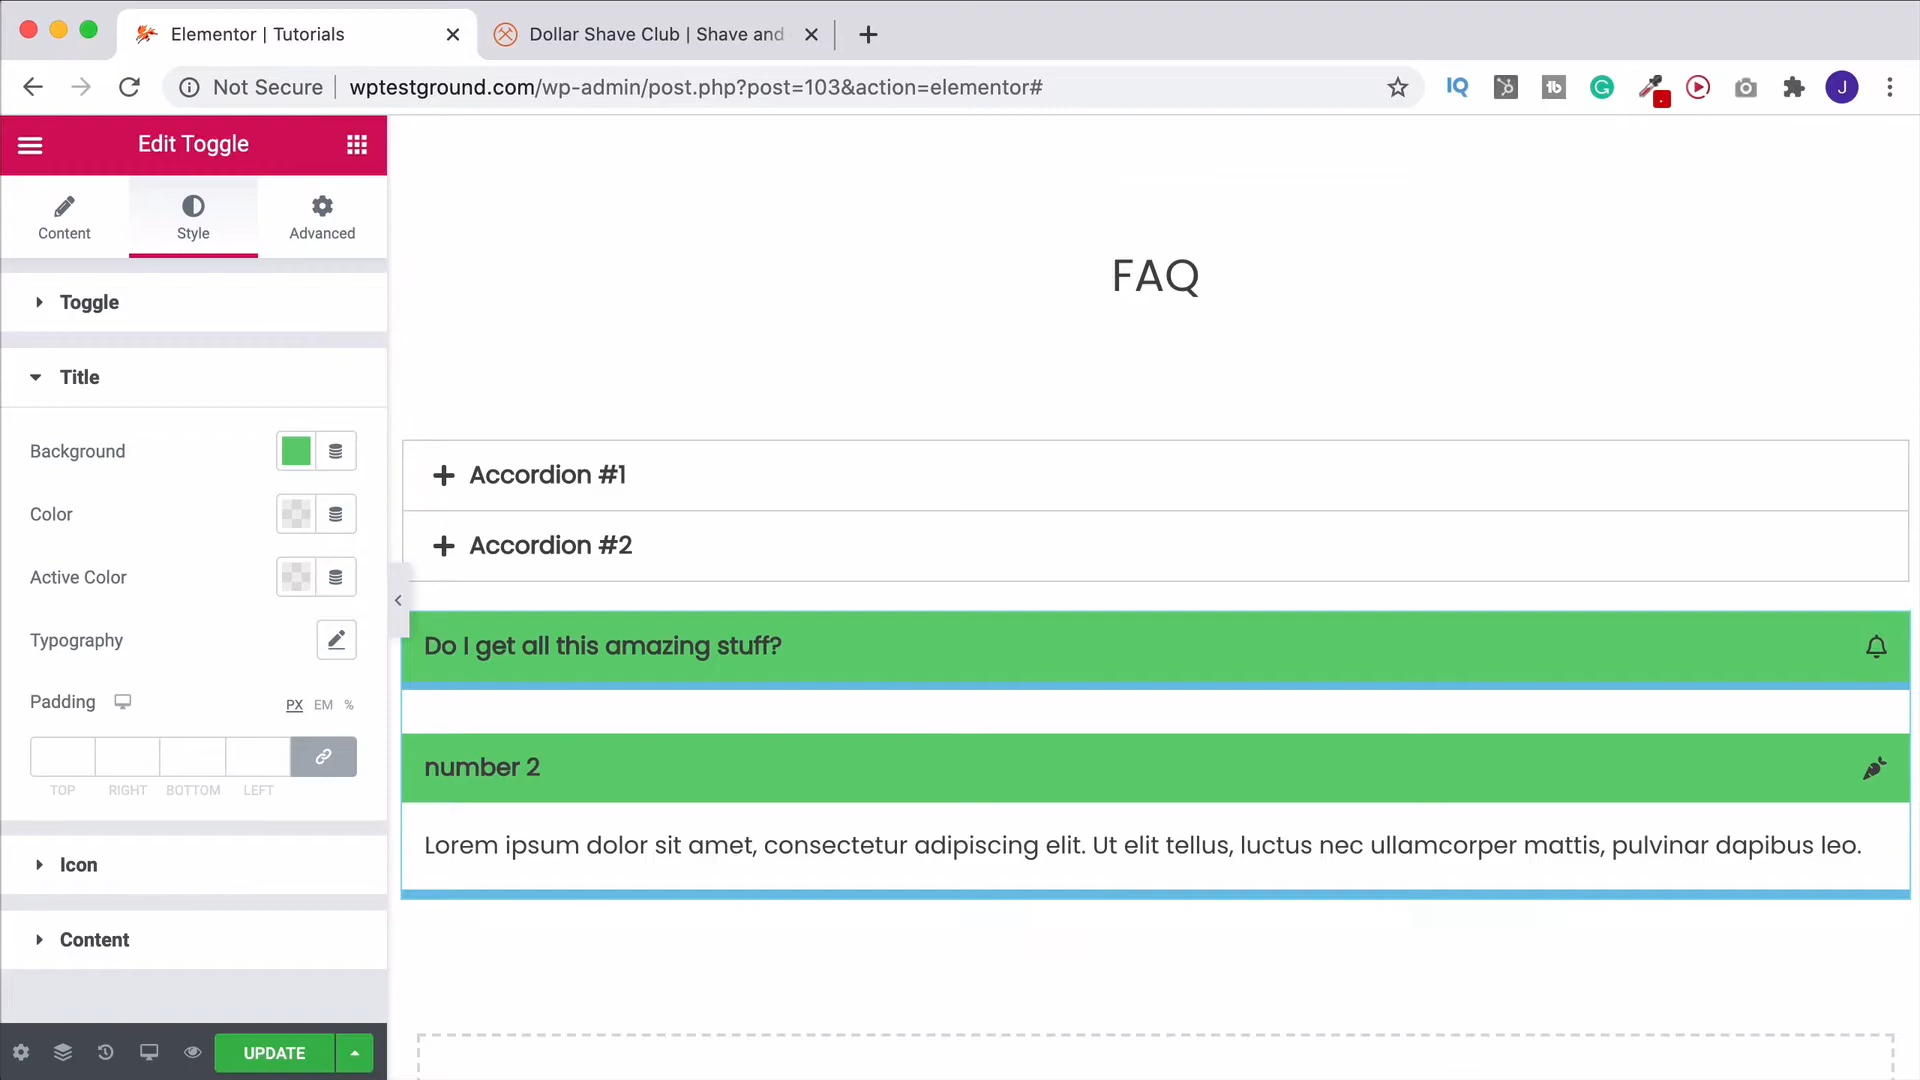 Elementor | Tutorials
Dollar Shave Club | Shave and
Not Secure
wptestground.com/wp-admin/post.php?post=103&action=elementor#
IQ
tb
J
Edit Toggle
Content
Style
Advanced
Toggle
Title
Background
Color
Active Color
Typography
Padding
PX EM %
TOP RIGHT BOTTOM LEFT
Icon
Content
UPDATE
FAQ
Accordion #1
Accordion #2
Do I get all this amazing stuff?
number 2
Lorem ipsum dolor sit amet, consectetur adipiscing elit. Ut elit tellus, luctus nec ullamcorper mattis, pulvinar dapibus leo.